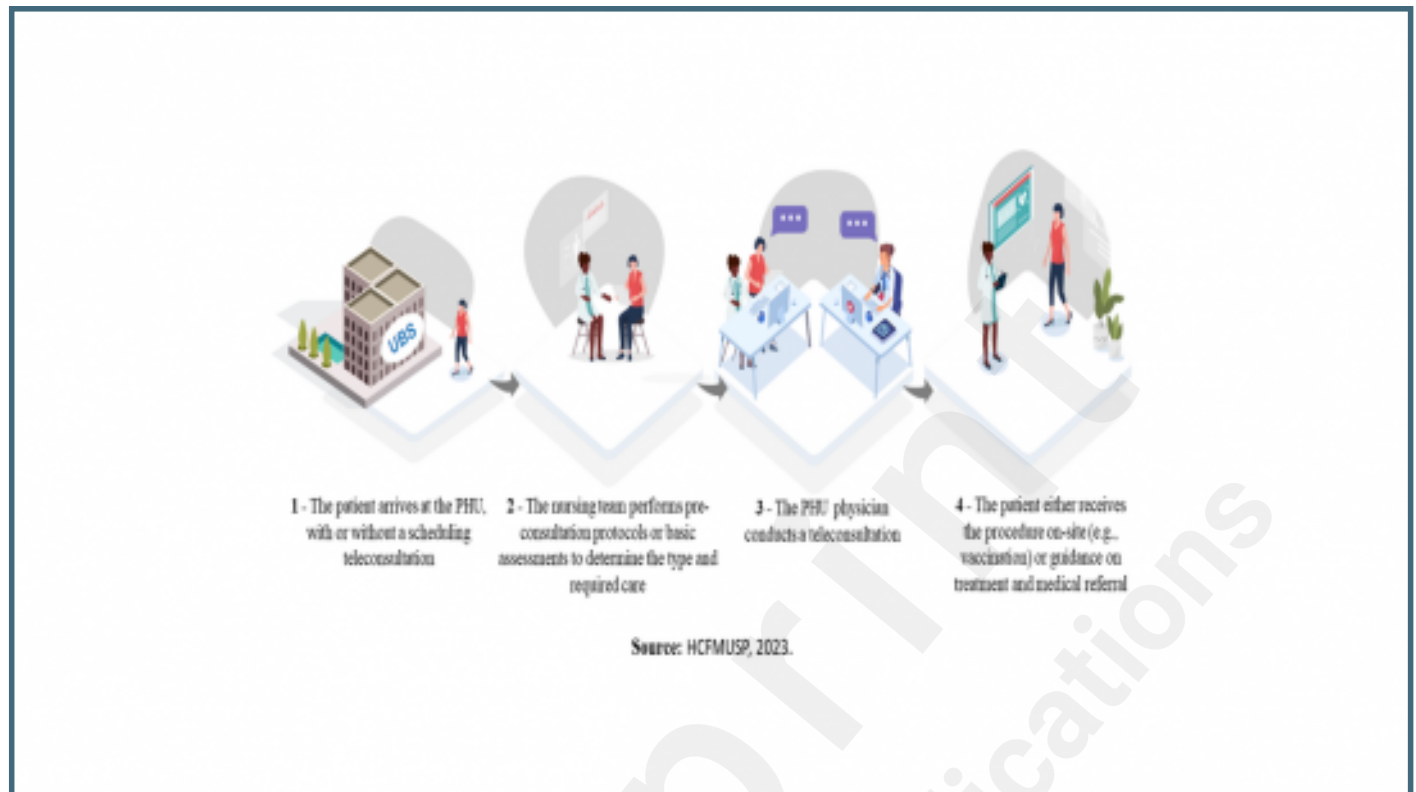 UBS
1 - The patient arrives at the PHU,
with or without a scheduling
teleconsultation
2 - The nursing team performs pre-
consultation protocols or basic
assessments to determine the type and
required care
3 - The PHU physician
conducts a teleconsultation
4 - The patient either receives
the procedure on-site (e.g.,
vaccination) or guidance on
treatment and medical referral
Source: HCFMUSP, 2023.